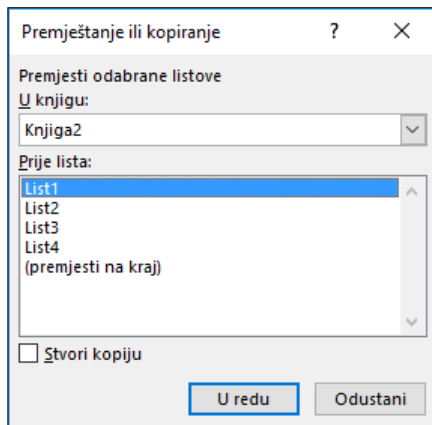 Premještanje ili kopiranje ?
Premjesti odabrane listove
U knjigu:
Knjiga2
Prije lista:
List1
List2
List3
List4
(premjesti na kraj)
Stvori kopiju
U redu Odustani